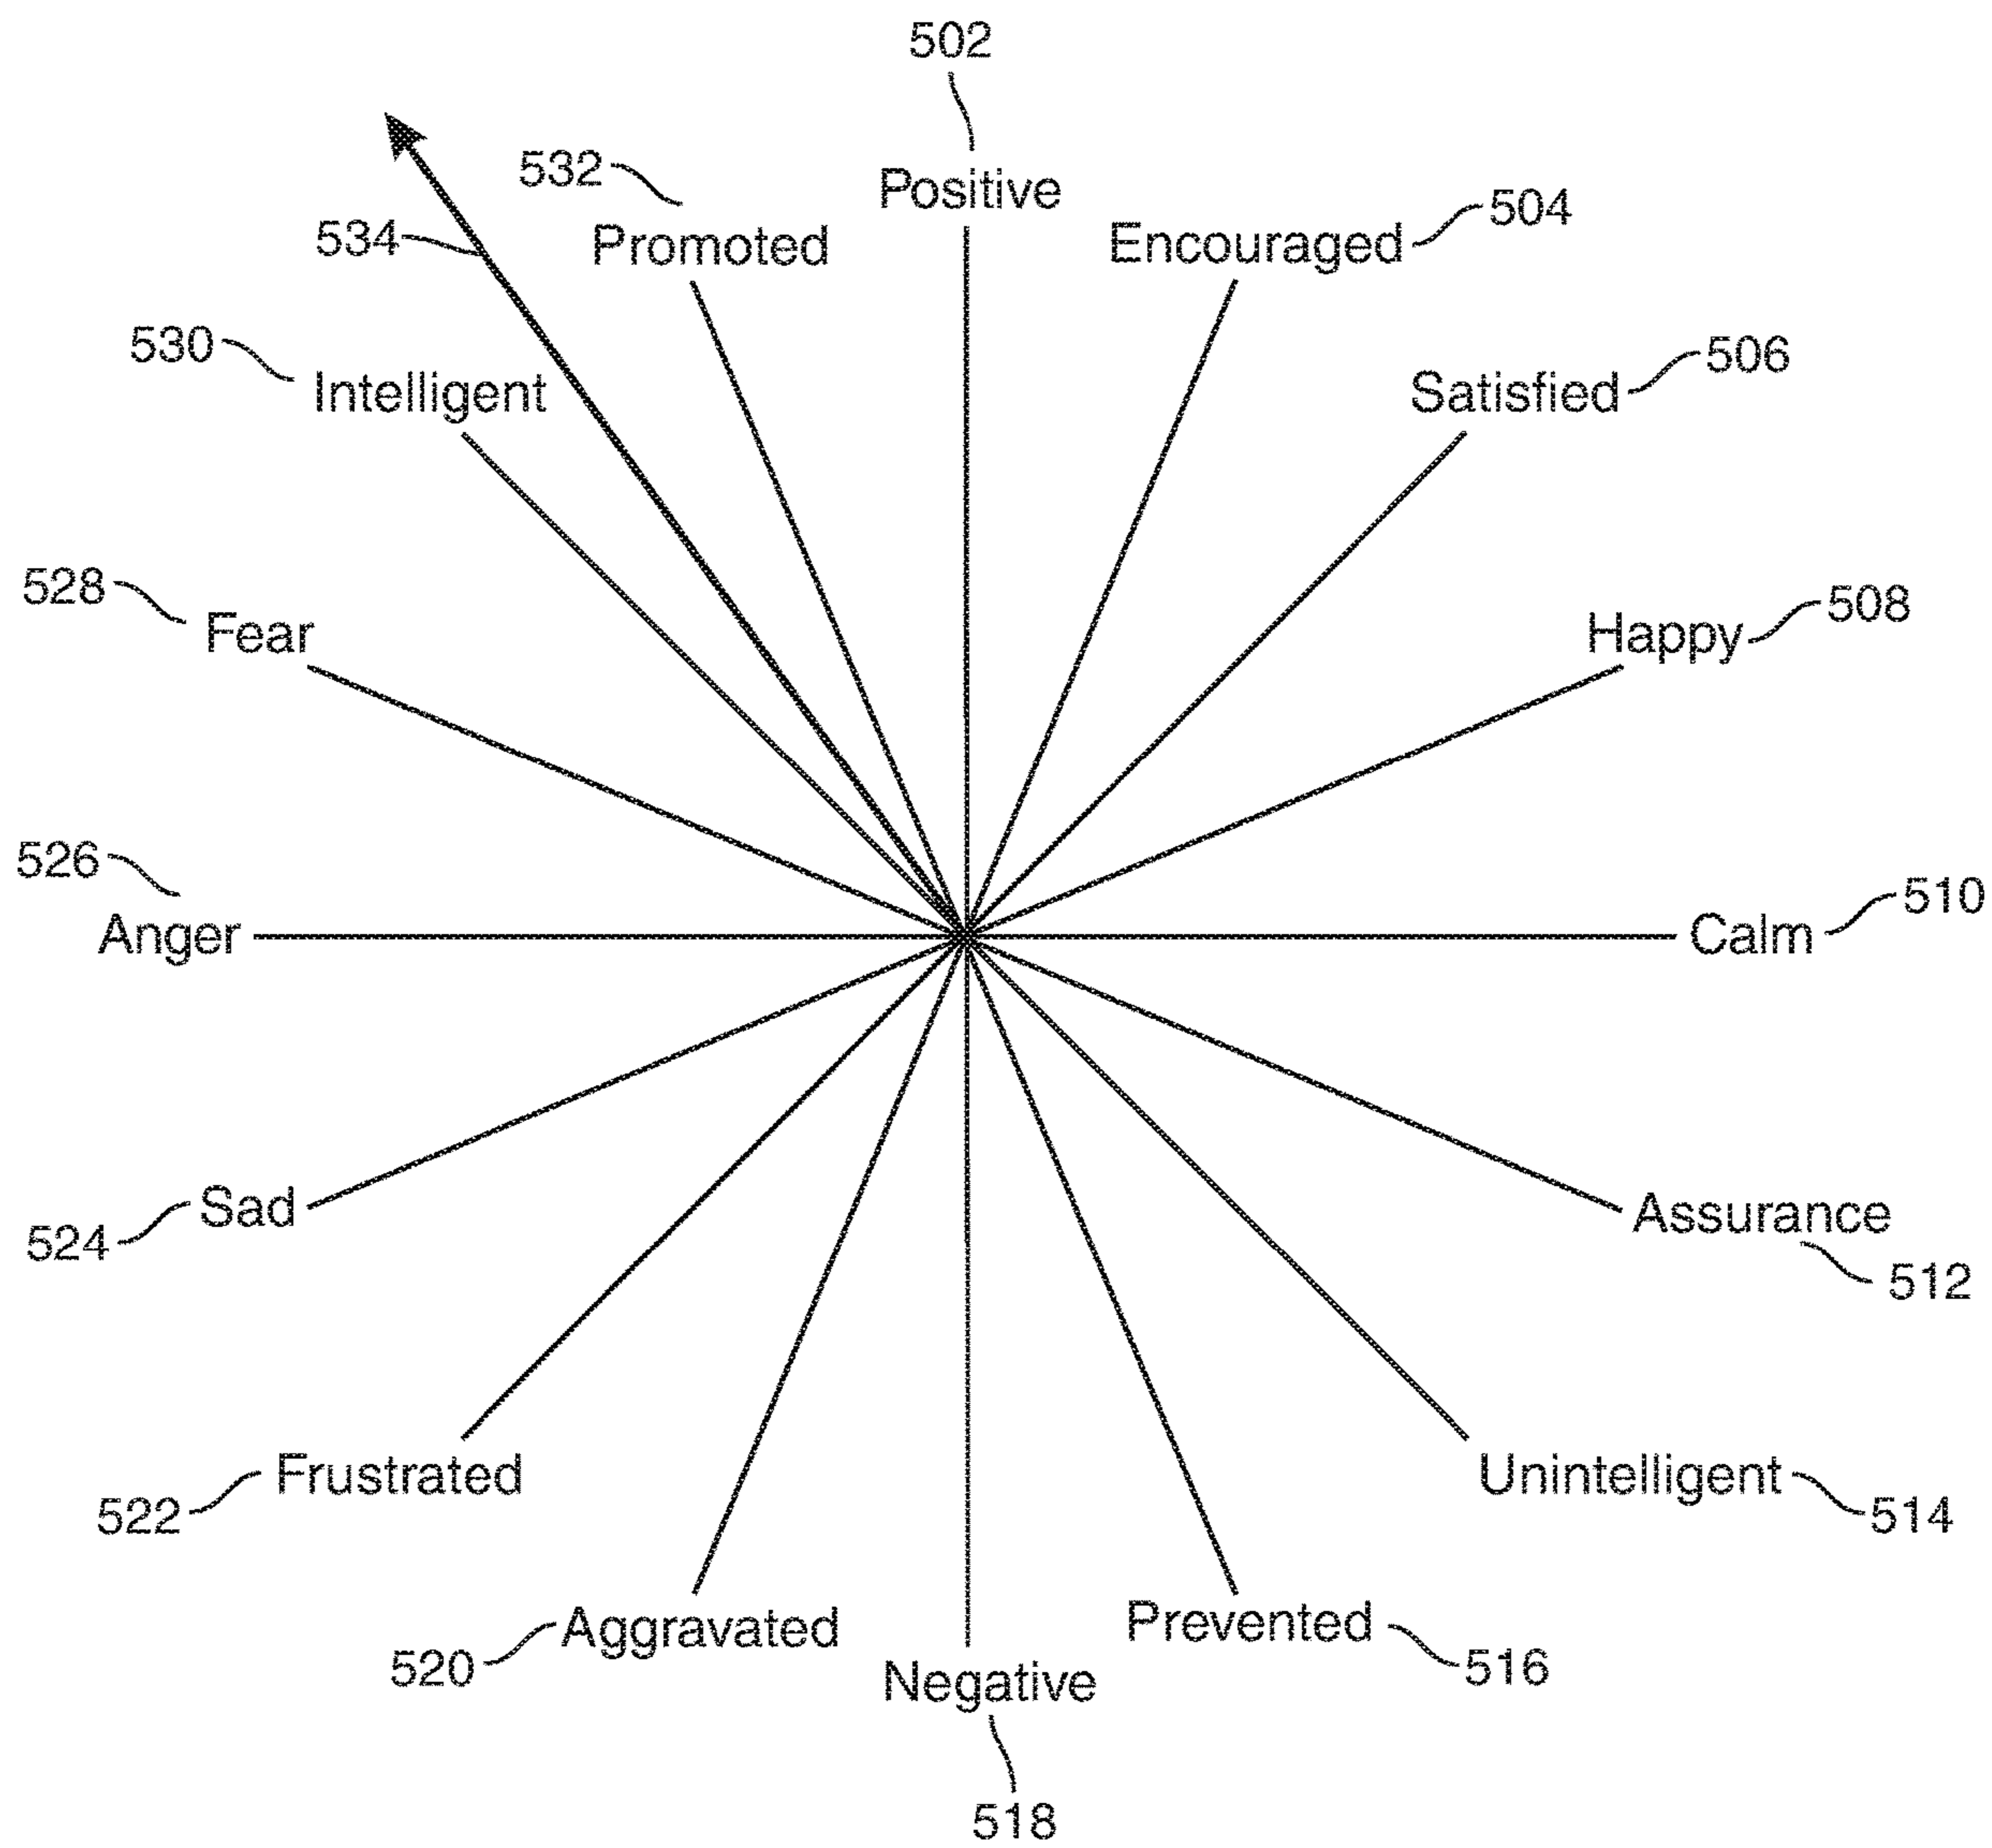 502
Positive
532
Promoted
534
Encouraged
504
530
Intelligent
Satisfied
506
528
Fear
Happy
508
526
Anger
Calm
510
Sad
524
Assurance
512
Frustrated
522
Unintelligent
514
Aggravated
520
Prevented
516
Negative
518